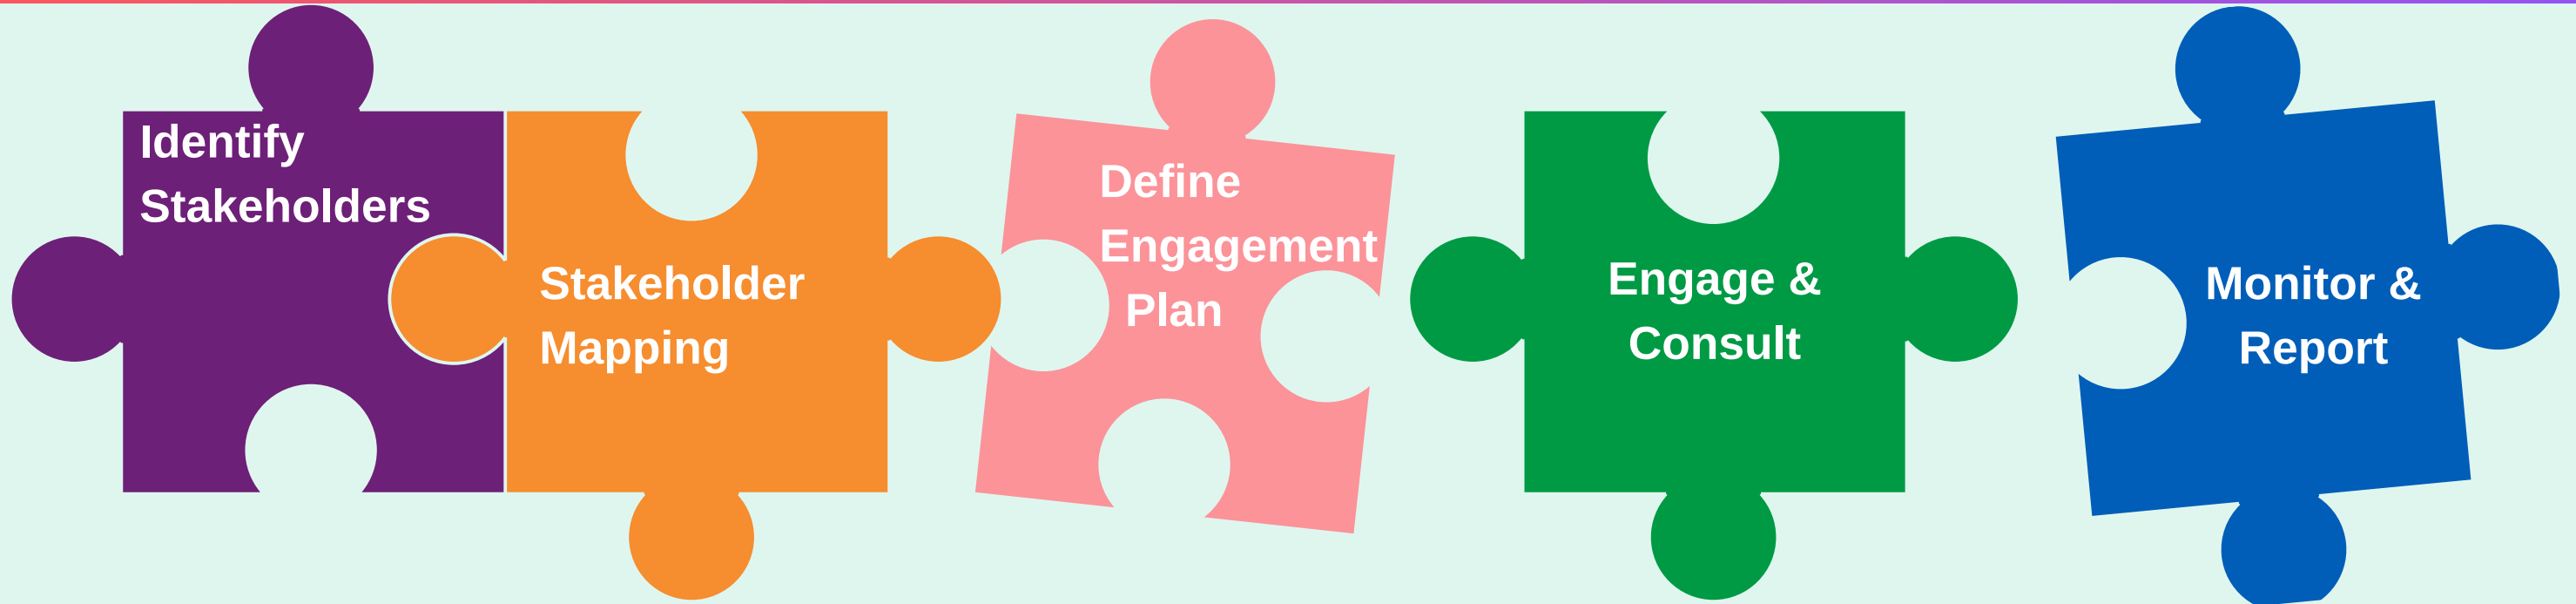 Identify
Stakeholders
Stakeholder
Mapping
Define
Engagement
Plan
Engage &
Consult
Monitor &
Report